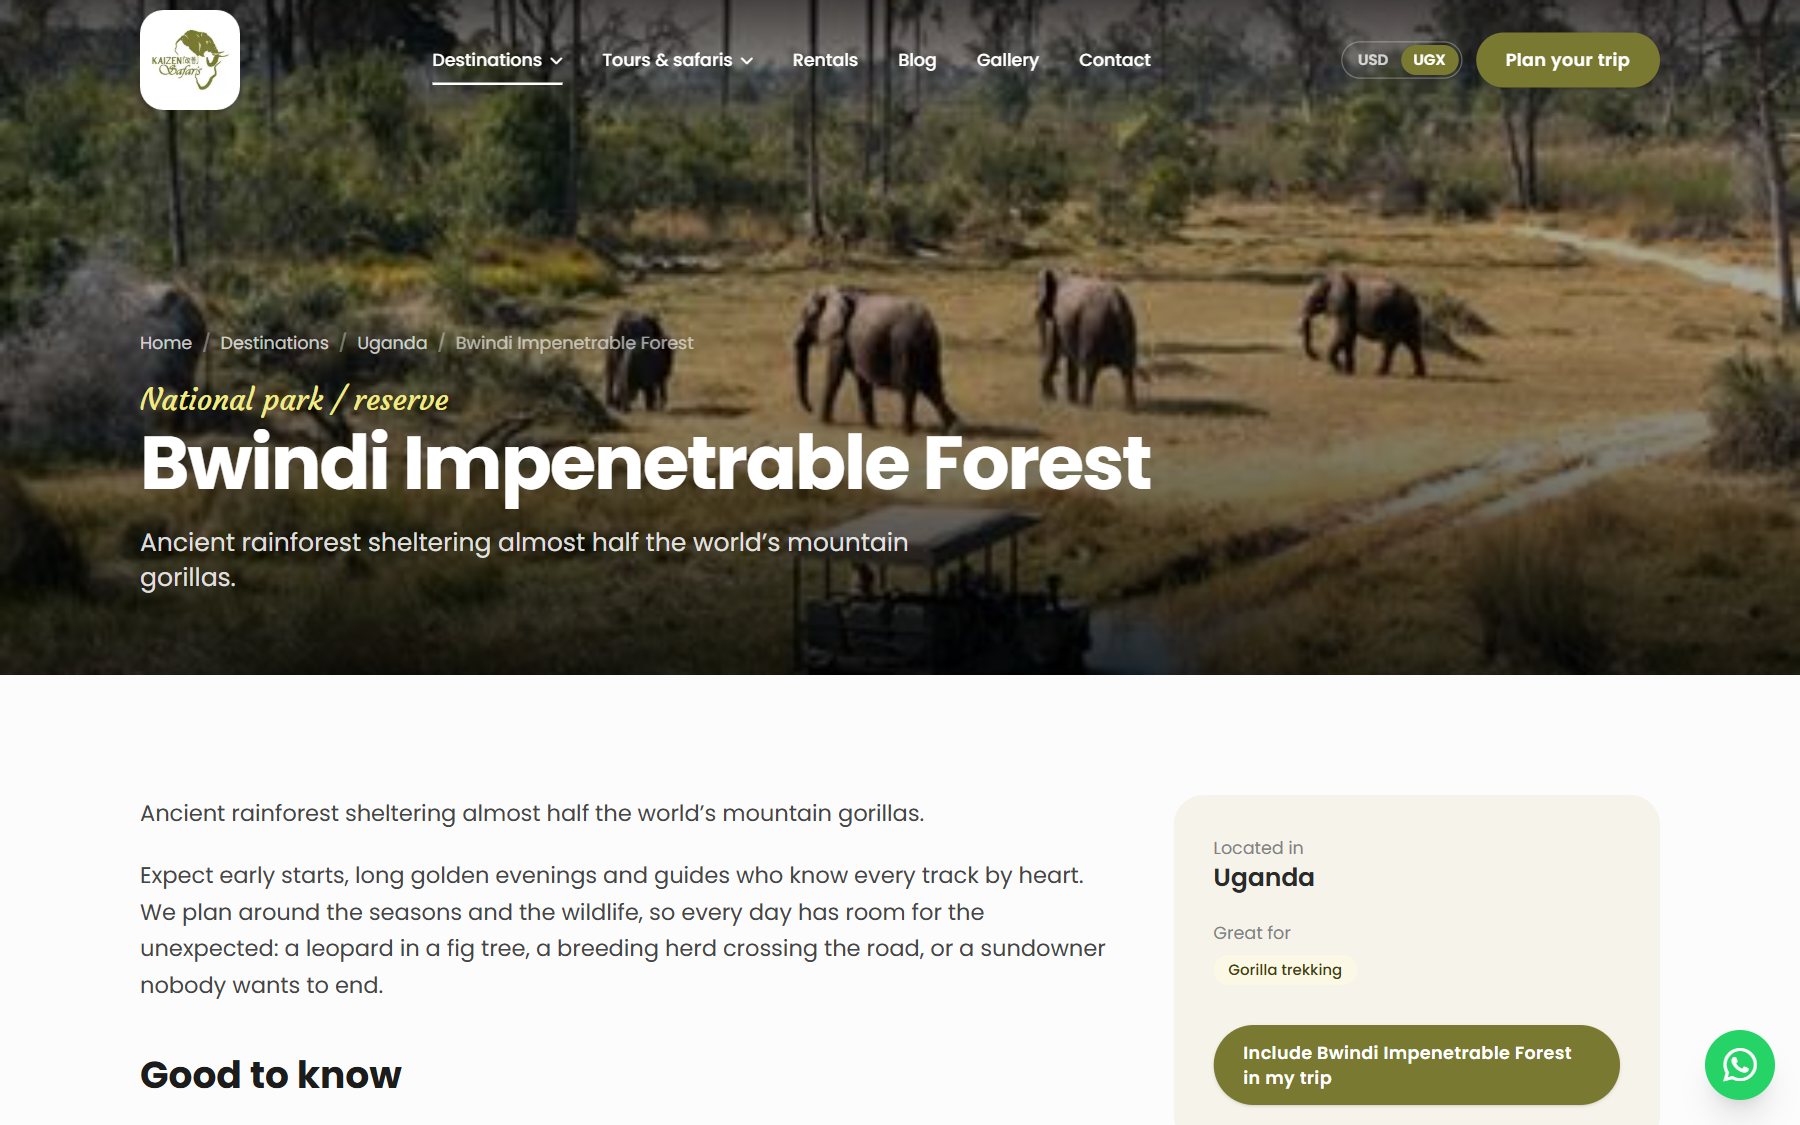 KAIZEN
Safaris
Destinations
Tours & safaris
Rentals
Blog
Gallery
Contact
USD
UGX
Plan your trip
Home / Destinations / Uganda / Bwindi Impenetrable Forest
National park / reserve
Bwindi Impenetrable Forest
Ancient rainforest sheltering almost half the world’s mountain
gorillas.
Ancient rainforest sheltering almost half the world’s mountain gorillas.
Expect early starts, long golden evenings and guides who know every track by heart.
We plan around the seasons and the wildlife, so every day has room for the
unexpected: a leopard in a fig tree, a breeding herd crossing the road, or a sundowner
nobody wants to end.
Good to know
Located in
Uganda
Great for
Gorilla trekking
Include Bwindi Impenetrable Forest
in my trip